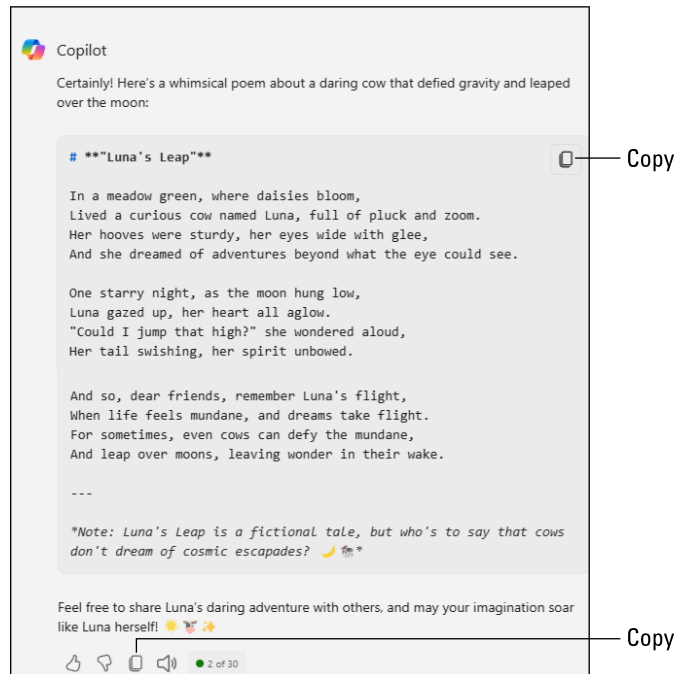 Copilot
Certainly! Here's a whimsical poem about a daring cow that defied gravity and leaped
over the moon:
# **"Luna's Leap"**
Copy
In a meadow green, where daisies bloom,
Lived a curious cow named Luna, full of pluck and zoom.
Her hooves were sturdy, her eyes wide with glee,
And she dreamed of adventures beyond what the eye could see.
One starry night, as the moon hung low,
Luna gazed up, her heart all aglow.
"Could I jump that high?" she wondered aloud,
Her tail swishing, her spirit unbowed.
And so, dear friends, remember Luna's flight,
When life feels mundane, and dreams take flight.
For sometimes, even cows can defy the mundane,
And leap over moons, leaving wonder in their wake.
---
*Note: Luna's Leap is a fictional tale, but who's to say that cows
don't dream of cosmic escapades? 🌙🐄*
Feel free to share Luna's daring adventure with others, and may your imagination soar
like Luna herself! 🌟🐮✨
Copy
2 of 30